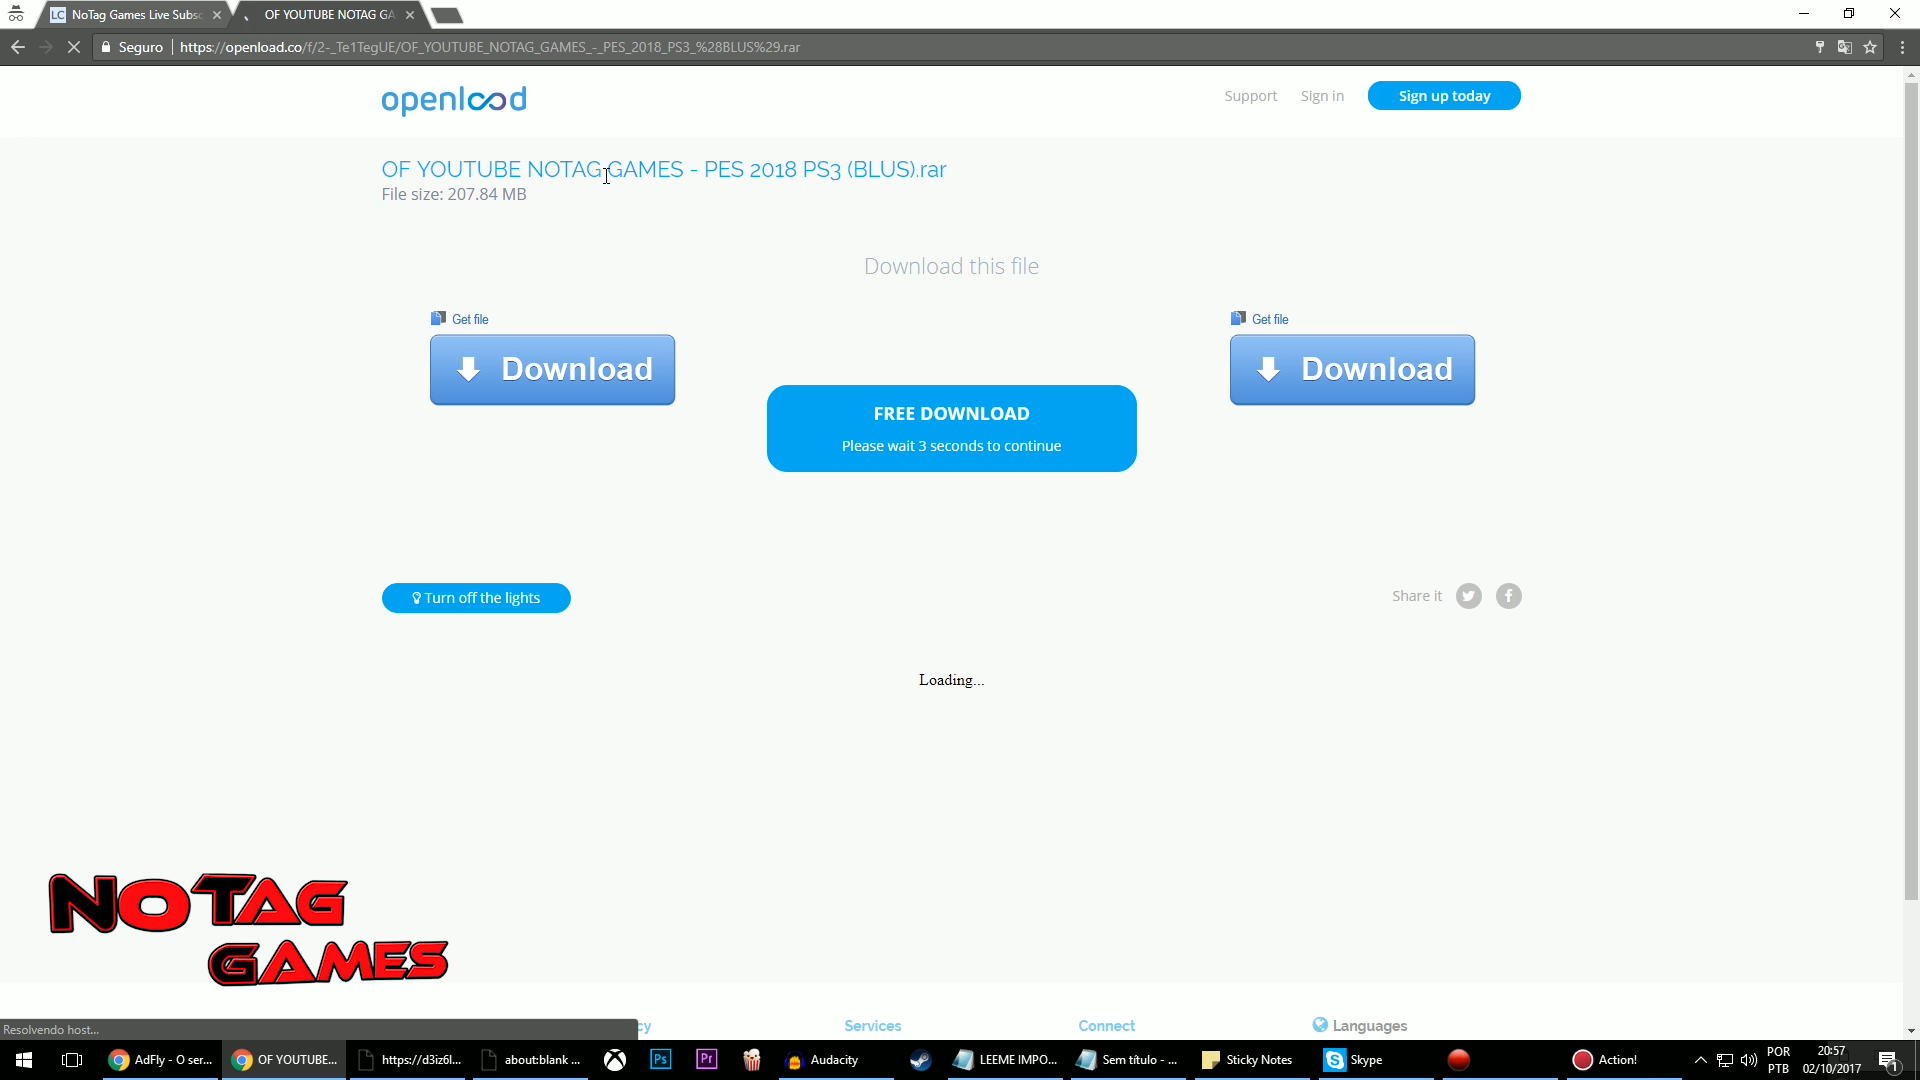 NoTag Games Live Subsc
OF YOUTUBE NOTAG GA
Seguro
https://openload.co/f/2-_Te1TegUE/OF_YOUTUBE_NOTAG_GAMES_-_PES_2018_PS3_%28BLUS%29.rar
openload
Support
Sign in
Sign up today
OF YOUTUBE NOTAG GAMES - PES 2018 PS3 (BLUS).rar
File size: 207.84 MB
Download this file
Get file
Download
Get file
Download
FREE DOWNLOAD
Please wait 3 seconds to continue
Turn off the lights
Share it
Loading...
NOTAG
GAMES
Resolvendo host...
cy
Services
Connect
Languages
AdFly - O ser...
OF YOUTUBE...
https://d3iz6l...
about:blank ...
Ps
Pr
Audacity
LEEME IMPO...
Sem título - ...
Sticky Notes
Skype
Action!
POR
PTB
20:57
02/10/2017
1